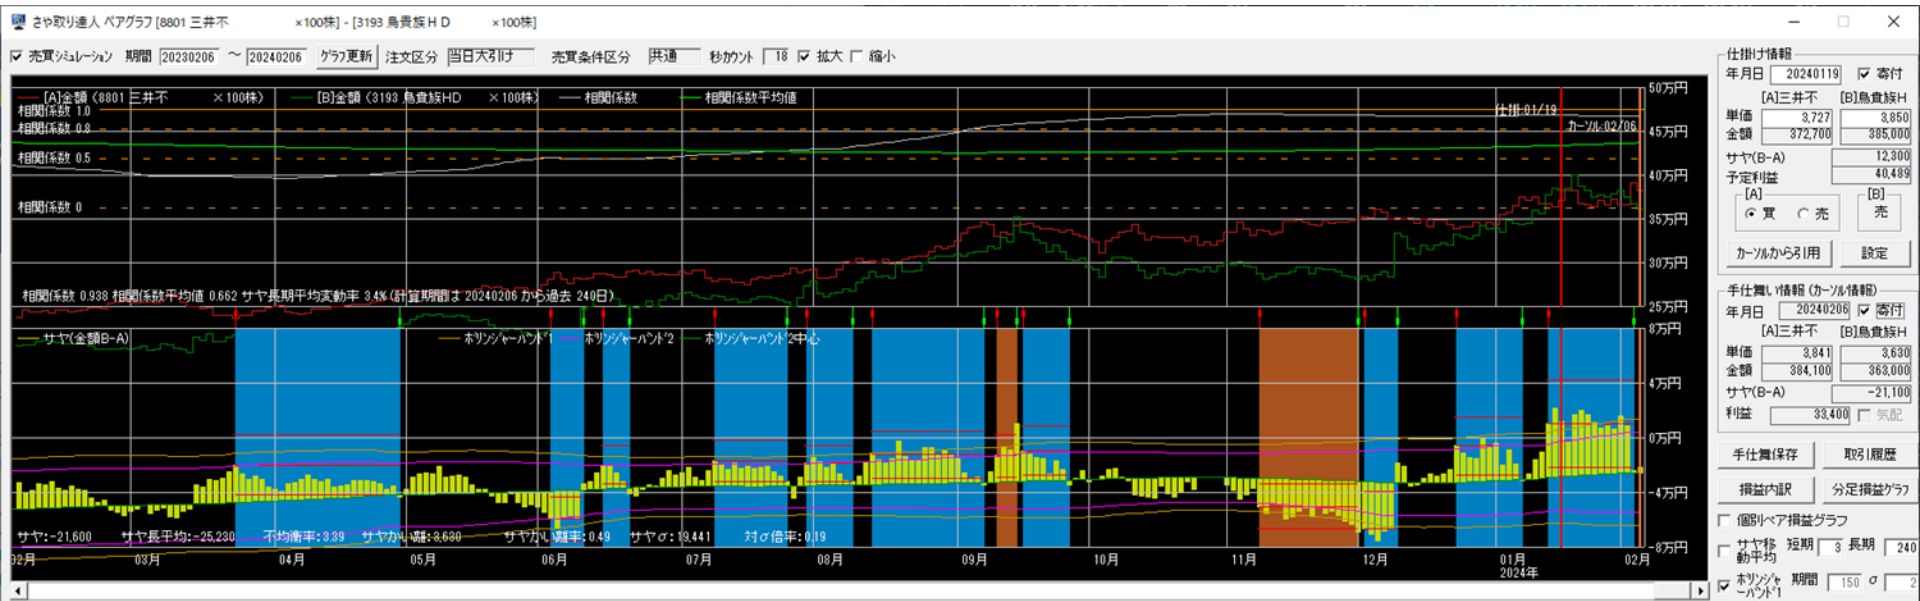 さや取り達人 ペアグラフ [8801 三井不 ×100株] - [3193 鳥貴族ＨＤ ×100株]
売買シミュレーション 期間 20230206 ～ 20240206 グラフ更新 注文区分 当日大引け 売買条件区分 共通 秒カウント 18 拡大 縮小
[A]金額 (8801 三井不 ×100株) [B]金額 (3193 鳥貴族HD ×100株) 相関係数 相関係数平均値
相関係数 1.0
相関係数 0.8
相関係数 0.5
相関係数 0
仕掛:01/19
カーソル:02/06
50万円
45万円
40万円
35万円
30万円
25万円
相関係数 0.938 相関係数平均値 0.662 サヤ長期平均変動率 3.4% (計算期間は 20240206 から過去 240日)
サヤ(金額B-A) ボリンジャーバンド1 ボリンジャーバンド2 ボリンジャーバンド2中心
8万円
4万円
0万円
-4万円
-8万円
サヤ:-21,600 サヤ長平均:-25,230 不均衡率:3.39 サヤかい離:3,630 サヤかい離率:0.49 サヤσ:19,441 対σ倍率:0.19
02月 03月 04月 05月 06月 07月 08月 09月 10月 11月 12月 01月 02月
2024年
仕掛け情報
年月日 20240119 寄付
[A]三井不 [B]鳥貴族H
単価 3,727 3,850
金額 372,700 385,000
サヤ(B-A) 12,300
予定利益 40,489
[A] [B]
買 売 売
カーソルから引用 設定
手仕舞い情報 (カーソル情報)
年月日 20240206 寄付
[A]三井不 [B]鳥貴族H
単価 3,841 3,630
金額 384,100 363,000
サヤ(B-A) -21,100
利益 33,400 気配
手仕舞保存 取引履歴
損益内訳 分足損益グラフ
個別ペア損益グラフ
サヤ移動平均 短期 3 長期 240
ボリンジャーバンド1 期間 150 σ 2